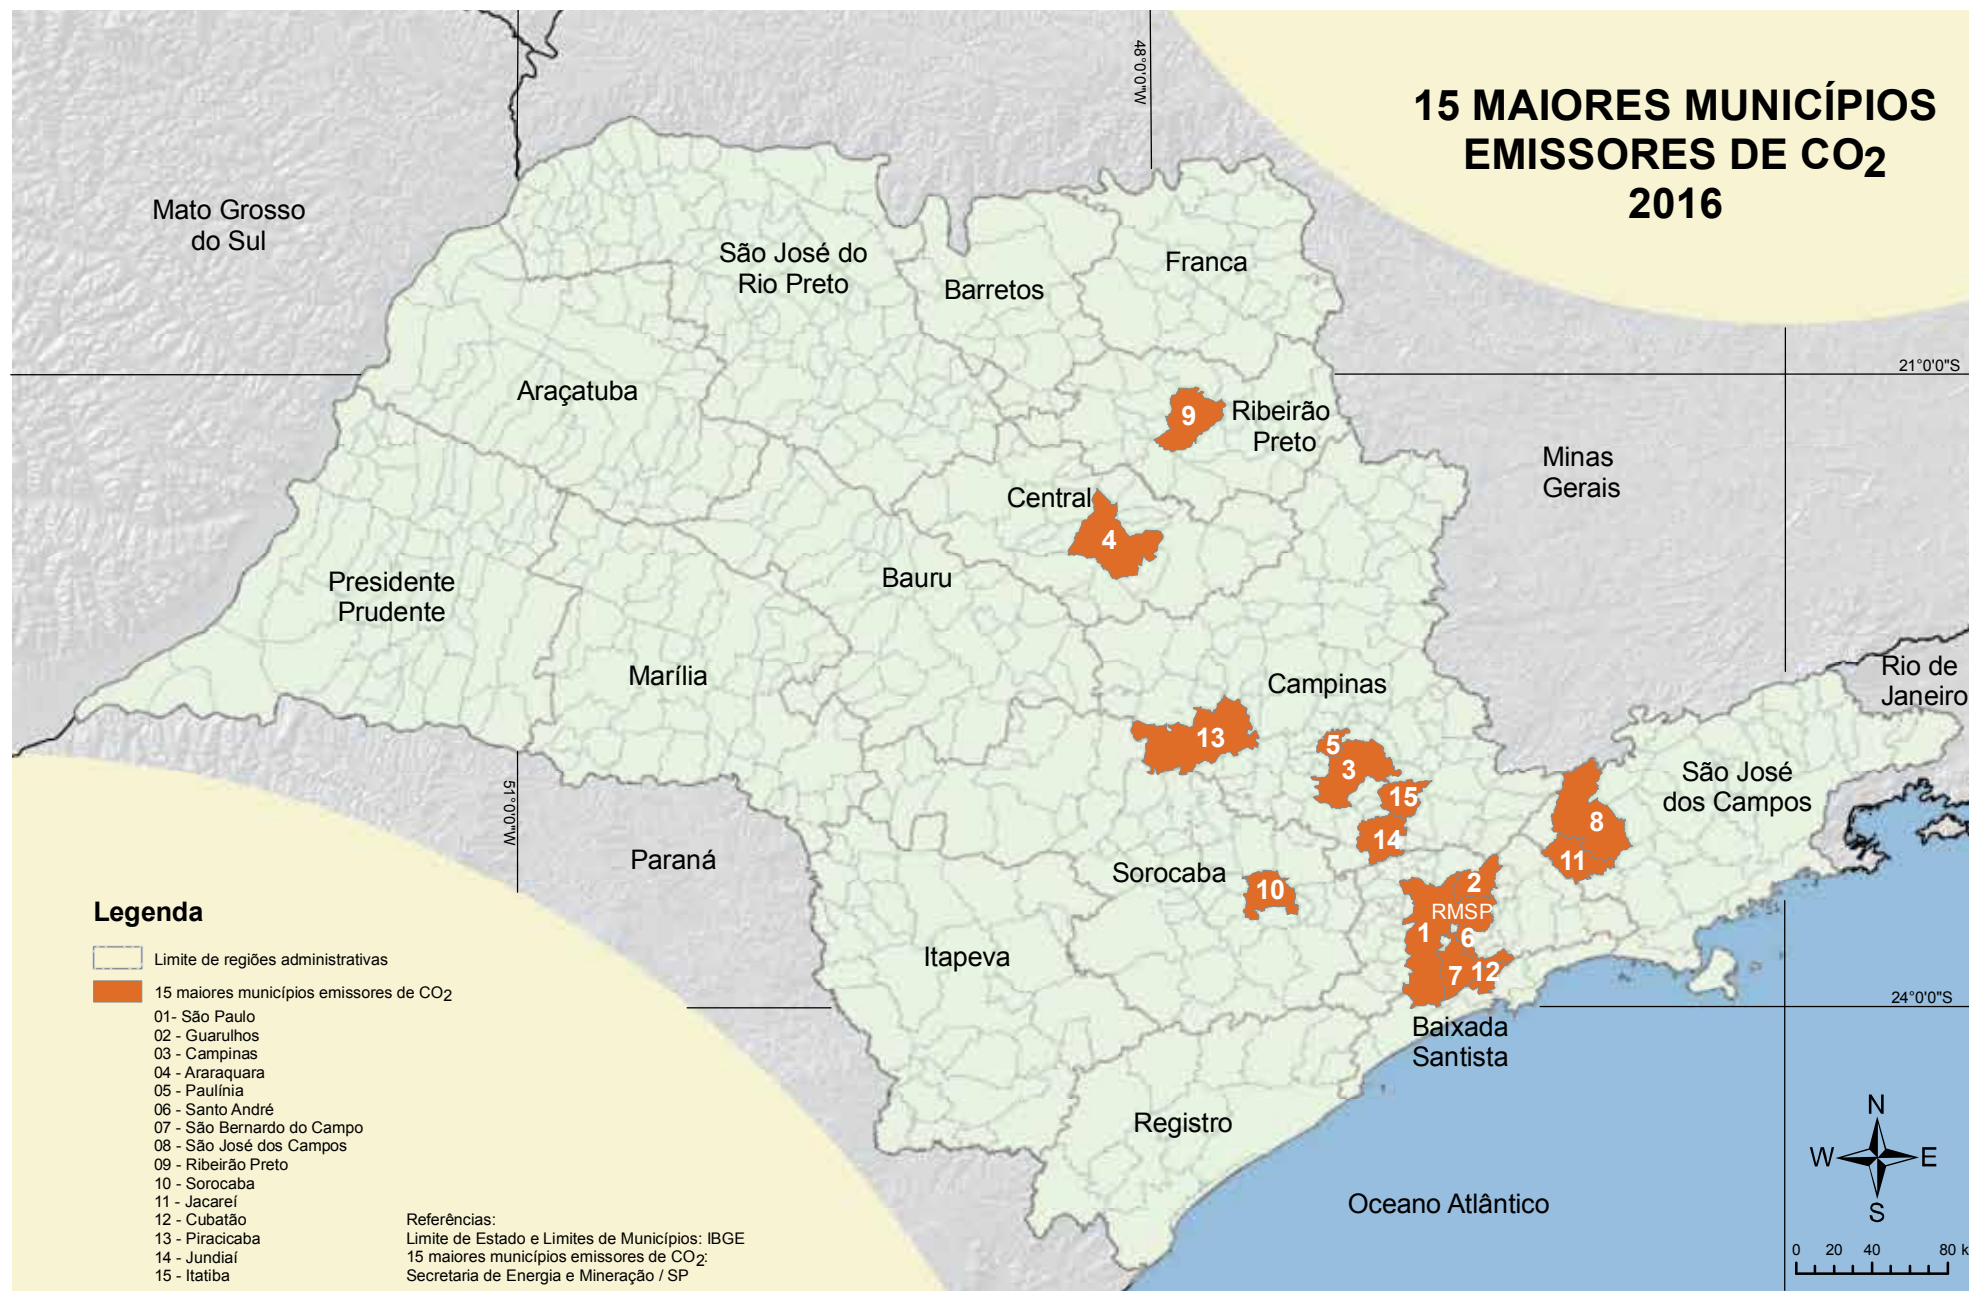 15 MAIORES MUNICÍPIOS
EMISSORES DE CO2
2016
48°0'0"W
Mato Grosso
do Sul
São José do
Rio Preto
Barretos
Franca
21°0'0"S
Araçatuba
9
Ribeirão
Preto
Minas
Gerais
Central
4
Presidente
Prudente
Bauru
Marília
Campinas
Rio de
Janeiro
13
5
3
15
14
São José
dos Campos
8
11
51°0'0"W
Paraná
Sorocaba
10
2
RMSP
1
6
7
12
Itapeva
24°0'0"S
Baixada
Santista
Registro
Oceano Atlântico
N
W
E
S
0 20 40 80 k
Legenda
Limite de regiões administrativas
15 maiores municípios emissores de CO2
01- São Paulo
02 - Guarulhos
03 - Campinas
04 - Araraquara
05 - Paulínia
06 - Santo André
07 - São Bernardo do Campo
08 - São José dos Campos
09 - Ribeirão Preto
10 - Sorocaba
11 - Jacareí
12 - Cubatão
13 - Piracicaba
14 - Jundiaí
15 - Itatiba
Referências:
Limite de Estado e Limites de Municípios: IBGE
15 maiores municípios emissores de CO2:
Secretaria de Energia e Mineração / SP